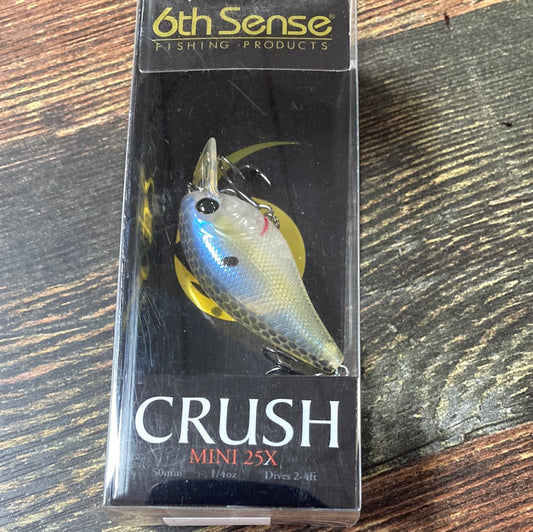 6th Sense®
FISHING · PRODUCTS
CRUSH
MINI 25X
50mm 1/4oz Dives 2-4ft